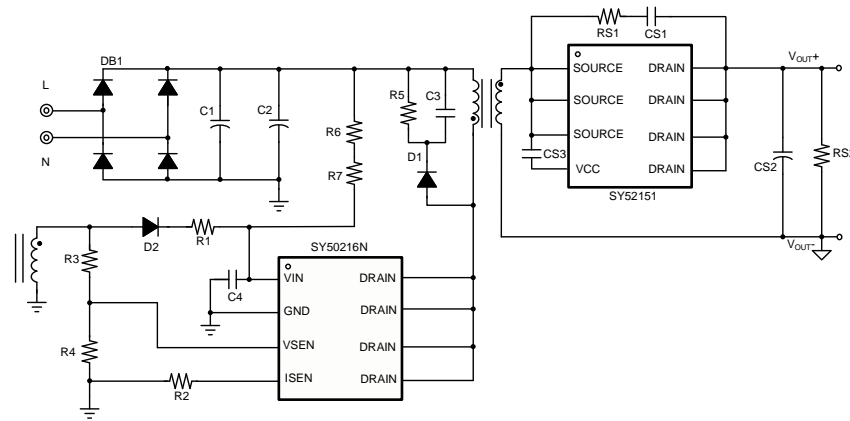 RS1
CS1
DB1
L
N
C1
C2
R5
C3
R6
R7
D1
SOURCE
DRAIN
SOURCE
DRAIN
SOURCE
DRAIN
VCC
DRAIN
CS3
SY52151
VOUT+
CS2
VOUT-
D2
R1
R3
C4
SY50216N
VIN
DRAIN
GND
DRAIN
VSEN
DRAIN
ISEN
DRAIN
R4
R2